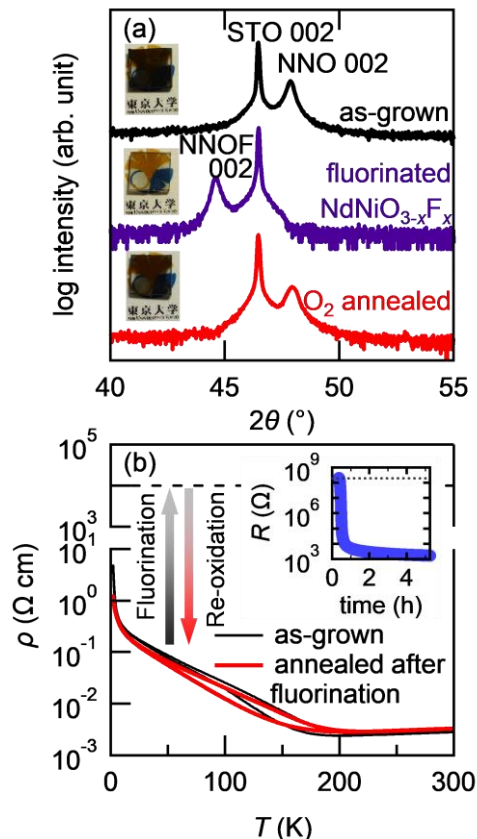 (a)
STO 002
NNO 002
as-grown
東京大学
NNOF
002
fluorinated
NdNiO₃₋ₓFₓ
東京大学
O₂ annealed
東京大学
log intensity (arb. unit)
40 45 50 55
2θ (°)
(b)
10⁵
10¹
10⁰
10⁻¹
10⁻²
10⁻³
ρ (Ω cm)
Fluorination
Re-oxidation
R (Ω)
10⁹
10⁶
10³
0 2 4
time (h)
as-grown
annealed after
fluorination
0 100 200 300
T (K)